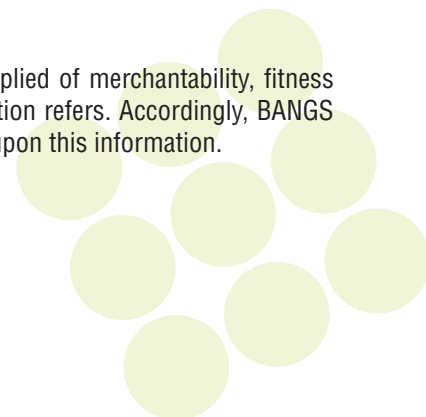 plied of merchantability, fitness
tion refers. Accordingly, BANGS
upon this information.